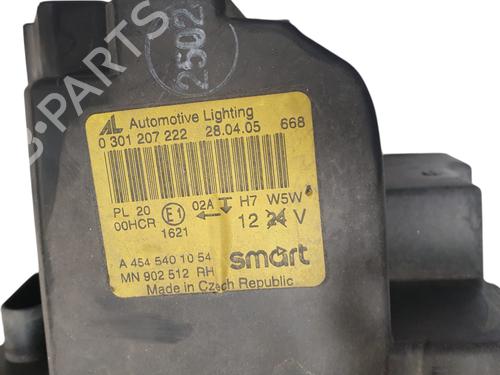 2502
B-PARTS
AL Automotive Lighting
0 301 207 222 28.04.05 668
PL 20 E1 02A H7 W5W
00HCR 1621 12 24 V
A 454 540 10 54 smart
MN 902 512 RH
Made in Czech Republic